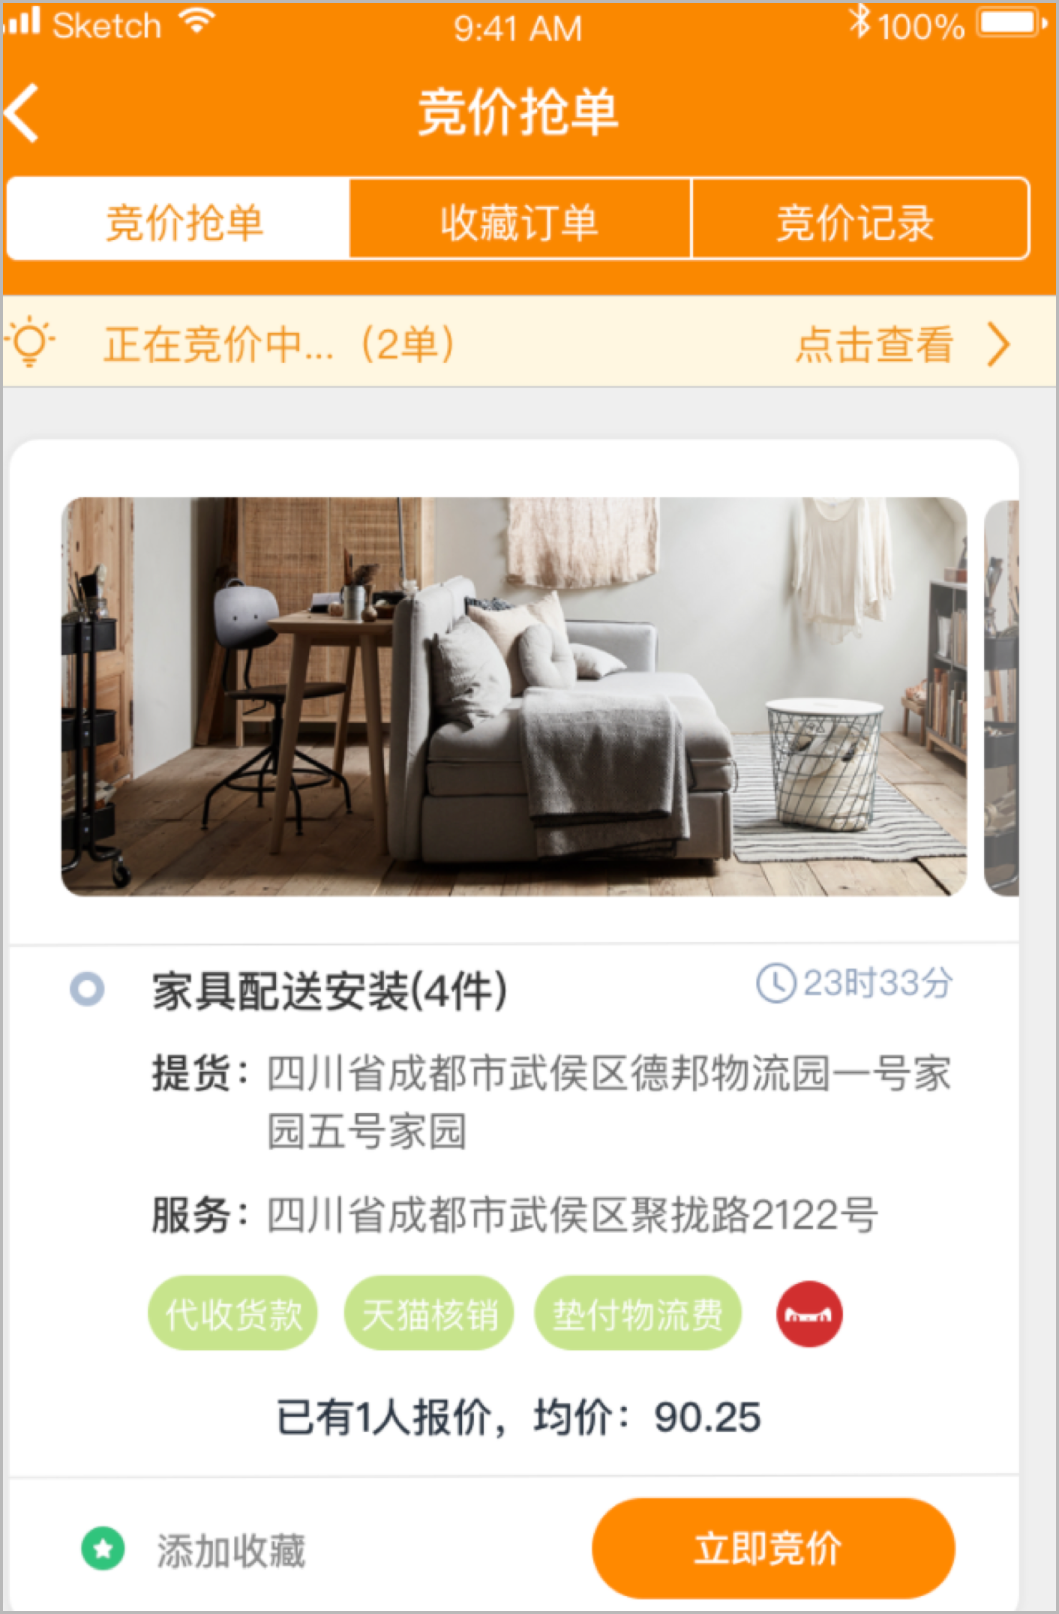 Sketch
9:41 AM
100%
竞价抢单
竞价抢单
收藏订单
竞价记录
正在竞价中...（2单）
点击查看
家具配送安装(4件)
23时33分
提货：四川省成都市武侯区德邦物流园一号家
园五号家园
服务：四川省成都市武侯区聚拢路2122号
代收货款
天猫核销
垫付物流费
已有1人报价，均价：90.25
添加收藏
立即竞价